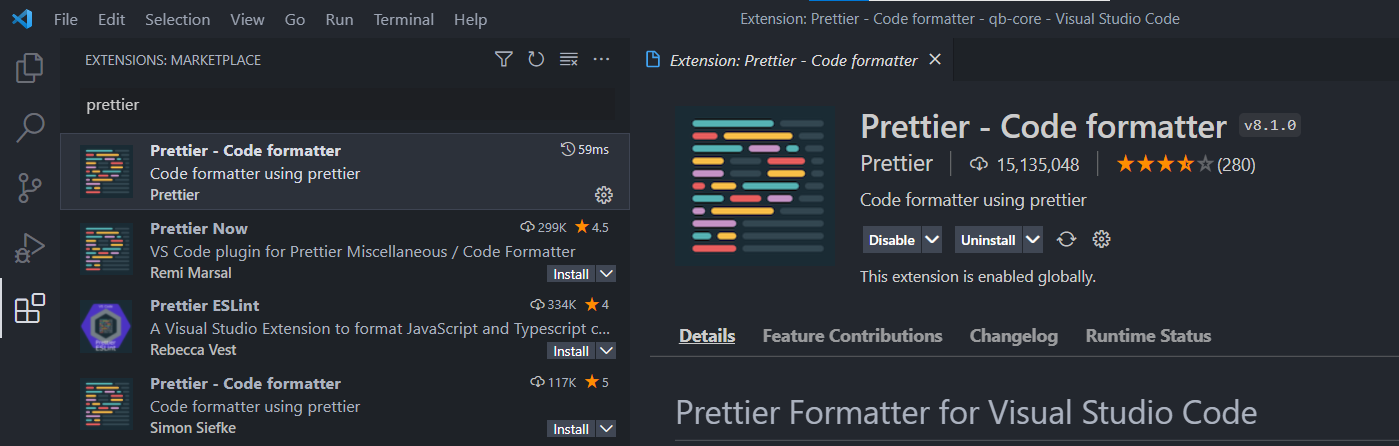 File Edit Selection View Go Run Terminal Help
Extension: Prettier - Code formatter - qb-core - Visual Studio Code
EXTENSIONS: MARKETPLACE
prettier
Prettier - Code formatter 59ms
Code formatter using prettier
Prettier
Prettier Now 299K 4.5
VS Code plugin for Prettier Miscellaneous / Code Formatter
Remi Marsal Install
Prettier ESLint 334K 4
A Visual Studio Extension to format JavaScript and Typescript c...
Rebecca Vest Install
Prettier - Code formatter 117K 5
Code formatter using prettier
Simon Siefke Install
Extension: Prettier - Code formatter
Prettier - Code formatter v8.1.0
Prettier 15,135,048 (280)
Code formatter using prettier
Disable Uninstall
This extension is enabled globally.
Details Feature Contributions Changelog Runtime Status
Prettier Formatter for Visual Studio Code